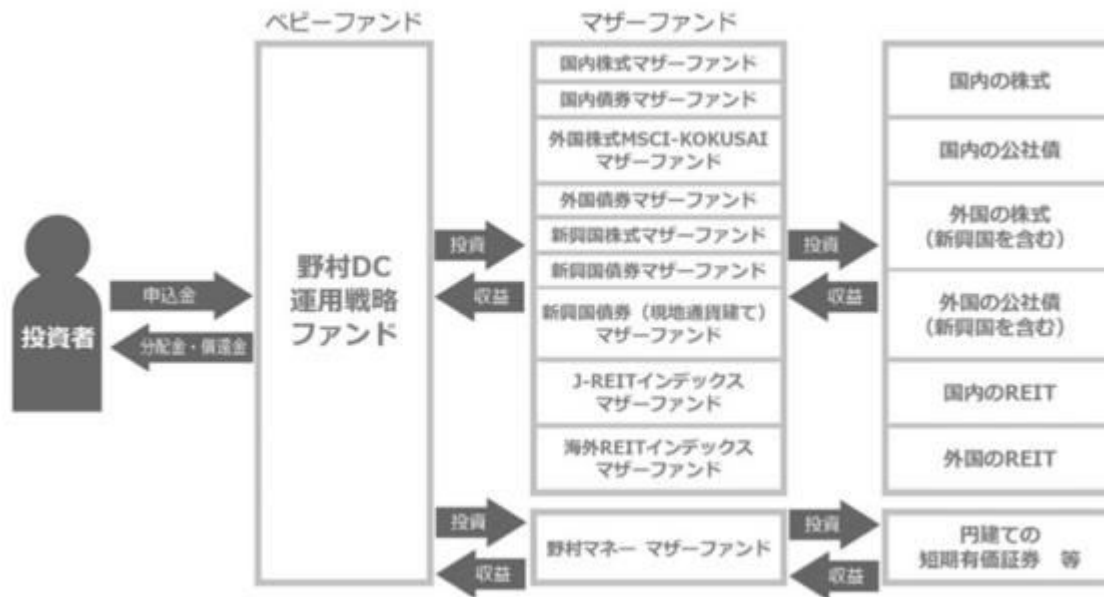 ベビーファンド
マザーファンド
投資者
申込金
分配金・償還金
野村DC
運用戦略
ファンド
投資
収益
国内株式マザーファンド
国内債券マザーファンド
外国株式MSCI-KOKUSAI
マザーファンド
外国債券マザーファンド
新興国株式マザーファンド
新興国債券マザーファンド
新興国債券（現地通貨建て）
マザーファンド
J-REITインデックス
マザーファンド
海外REITインデックス
マザーファンド
投資
収益
国内の株式
国内の公社債
外国の株式
（新興国を含む）
外国の公社債
（新興国を含む）
国内のREIT
外国のREIT
投資
収益
野村マネー マザーファンド
投資
収益
円建ての
短期有価証券　等